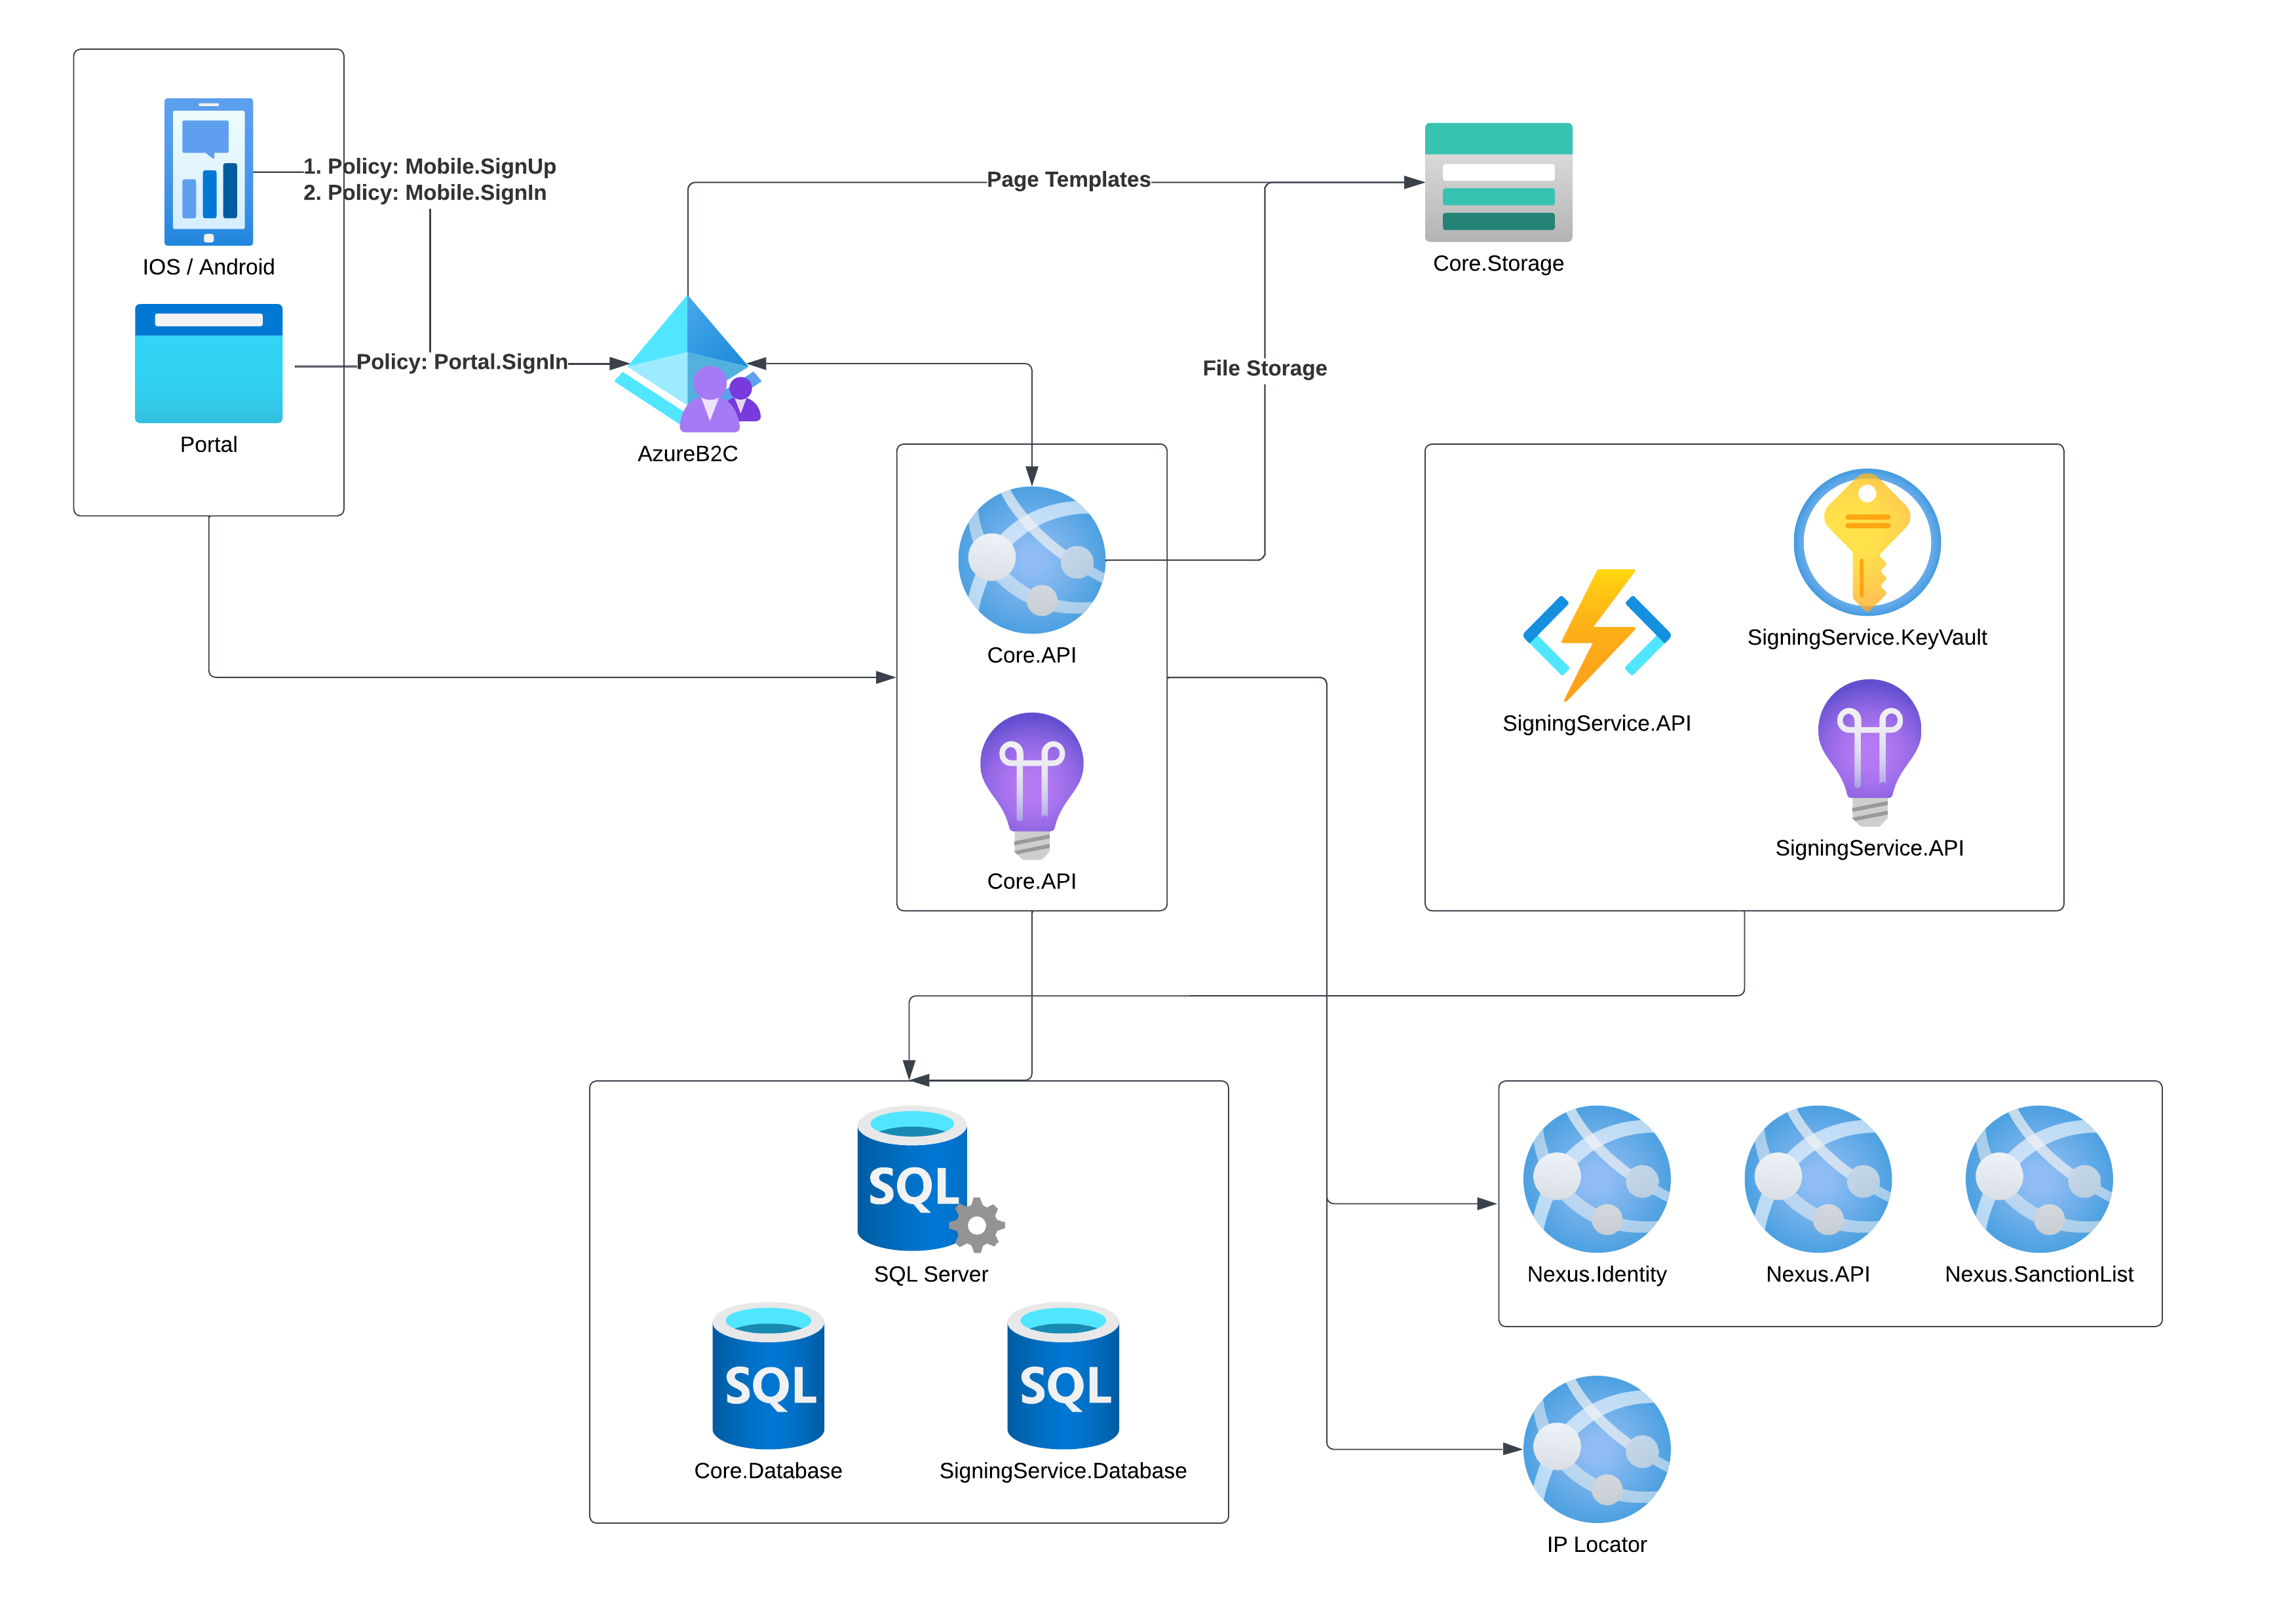 1. Policy: Mobile.SignUp
2. Policy: Mobile.SignIn
IOS / Android
Page Templates
Core.Storage
Policy: Portal.SignIn
Portal
AzureB2C
File Storage
Core.API
Core.API
SigningService.KeyVault
SigningService.API
SigningService.API
SQL
SQL Server
SQL
Core.Database
SQL
SigningService.Database
Nexus.Identity
Nexus.API
Nexus.SanctionList
IP Locator